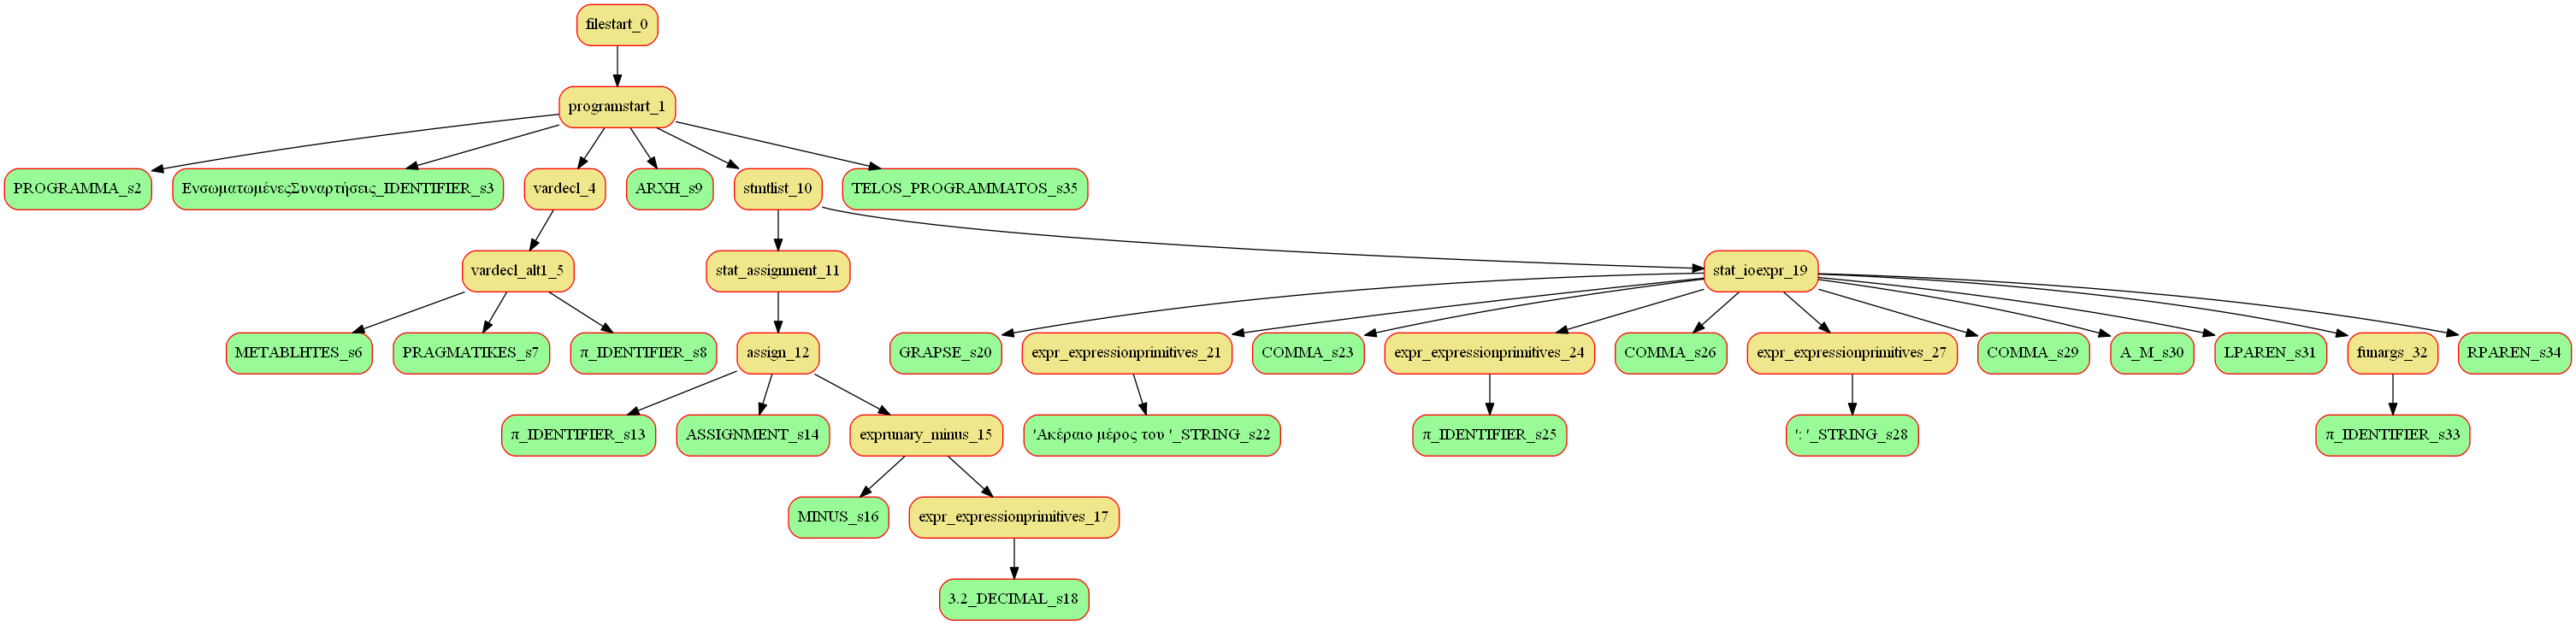 filestart_0
programstart_1
PROGRAMMA_s2
ΕνσωματωμένεςΣυναρτήσεις_IDENTIFIER_s3
vardecl_4
ARXH_s9
stmtlist_10
TELOS_PROGRAMMATOS_s35
vardecl_alt1_5
stat_assignment_11
stat_ioexpr_19
METABLHTES_s6
PRAGMATIKES_s7
π_IDENTIFIER_s8
assign_12
GRAPSE_s20
expr_expressionprimitives_21
COMMA_s23
expr_expressionprimitives_24
COMMA_s26
expr_expressionprimitives_27
COMMA_s29
A_M_s30
LPAREN_s31
funargs_32
RPAREN_s34
π_IDENTIFIER_s13
ASSIGNMENT_s14
exprunary_minus_15
'Ακέραιο μέρος του '_STRING_s22
π_IDENTIFIER_s25
': '_STRING_s28
π_IDENTIFIER_s33
MINUS_s16
expr_expressionprimitives_17
3.2_DECIMAL_s18